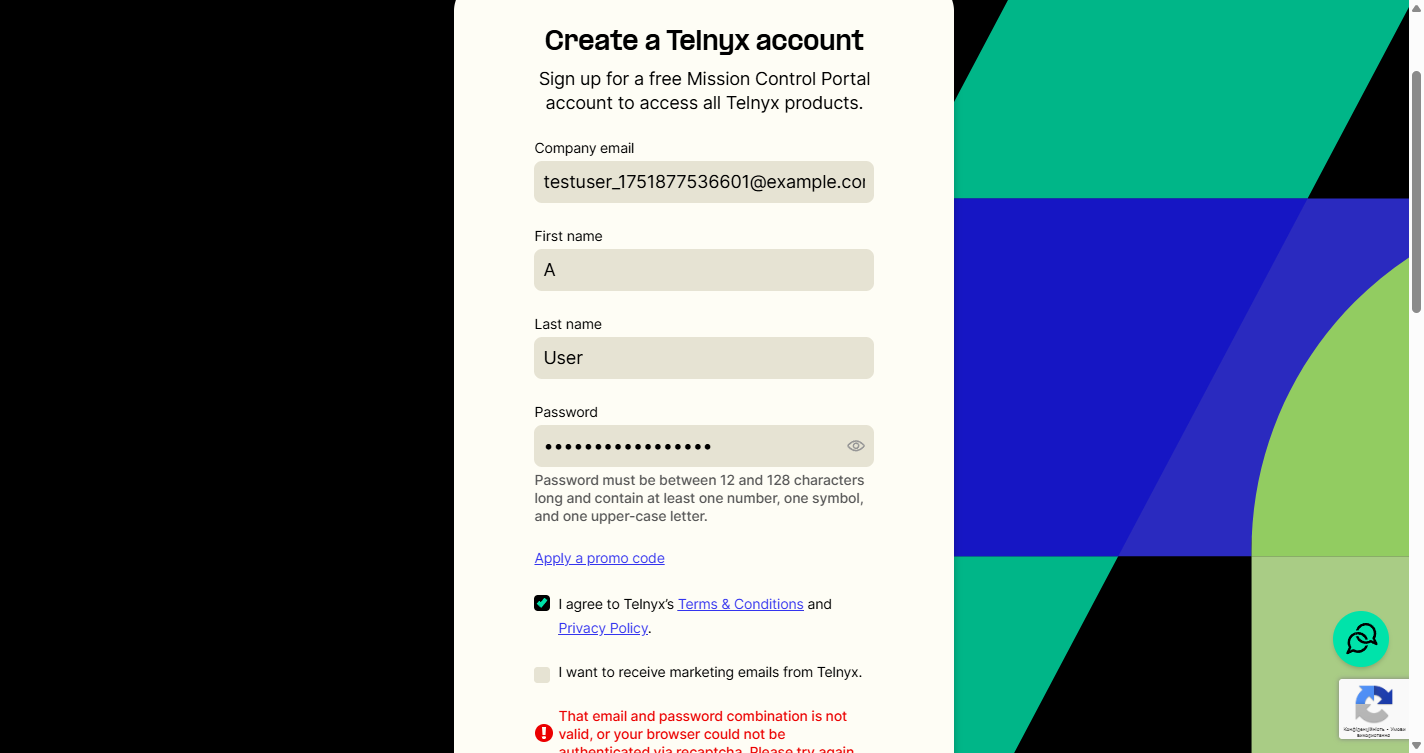 Create a Telnyx account
Sign up for a free Mission Control Portal
account to access all Telnyx products.
Company email
testuser_1751877536601@example.co
First name
A
Last name
User
Password
Password must be between 12 and 128 characters
long and contain at least one number, one symbol,
and one upper-case letter.
Apply a promo code
I agree to Telnyx’s Terms & Conditions and
Privacy Policy.
I want to receive marketing emails from Telnyx.
That email and password combination is not
valid, or your browser could not be
authenticated via recaptcha. Please try again
Конфіденційність • Умови
використання